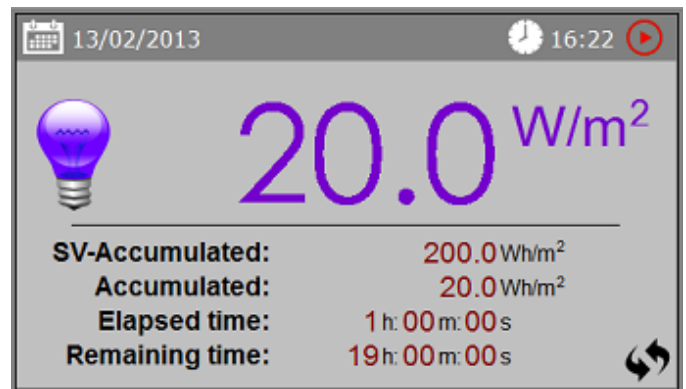 13/02/2013 16:22
20.0 W/m²
SV-Accumulated: 200.0 Wh/m²
Accumulated: 20.0 Wh/m²
Elapsed time: 1 h: 00 m: 00 s
Remaining time: 19 h: 00 m: 00 s